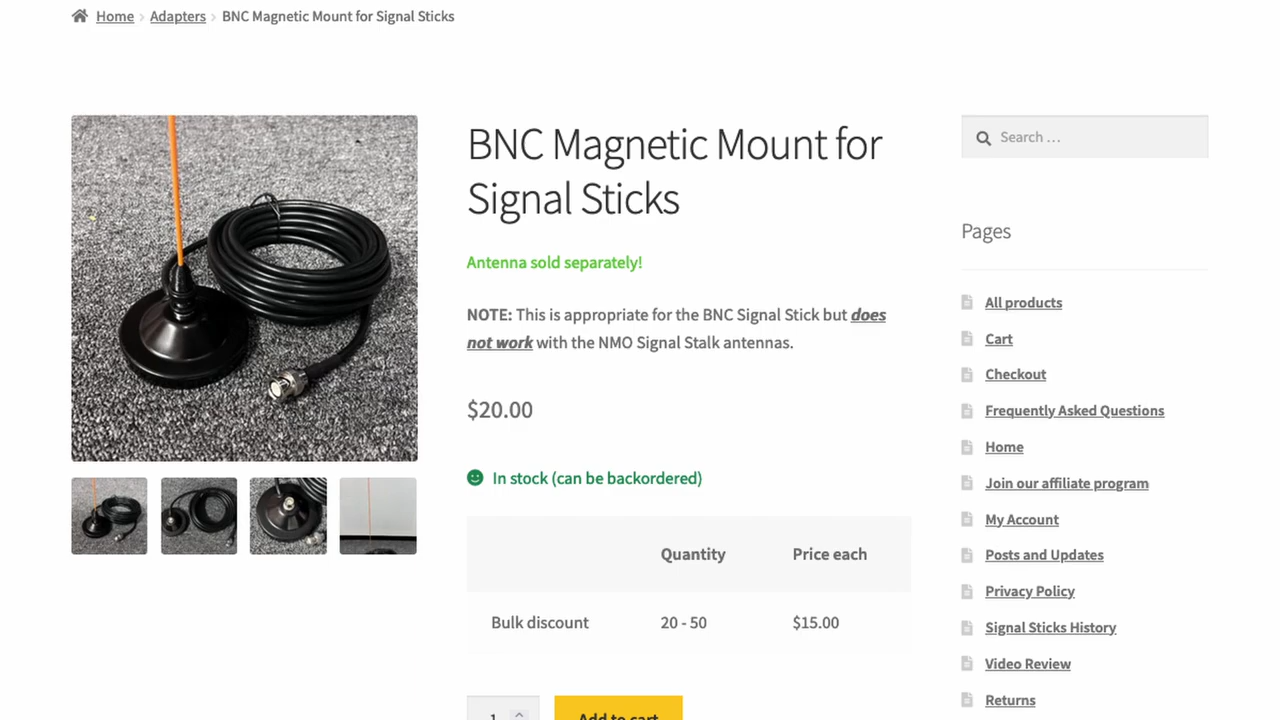 Home › Adapters › BNC Magnetic Mount for Signal Sticks
BNC Magnetic Mount for
Signal Sticks
Antenna sold separately!
NOTE: This is appropriate for the BNC Signal Stick but does
not work with the NMO Signal Stalk antennas.
$20.00
In stock (can be backordered)
Quantity Price each
Bulk discount 20 - 50 $15.00
1 Add to cart
Search …
Pages
All products
Cart
Checkout
Frequently Asked Questions
Home
Join our affiliate program
My Account
Posts and Updates
Privacy Policy
Signal Sticks History
Video Review
Returns